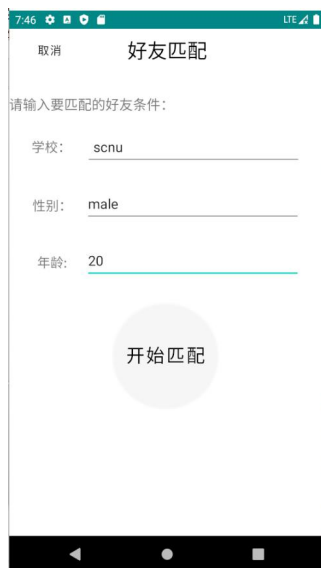 7:46
LTE
取消
好友匹配
请输入要匹配的好友条件：
学校：
scnu
性别：
male
年龄:
20
开始匹配